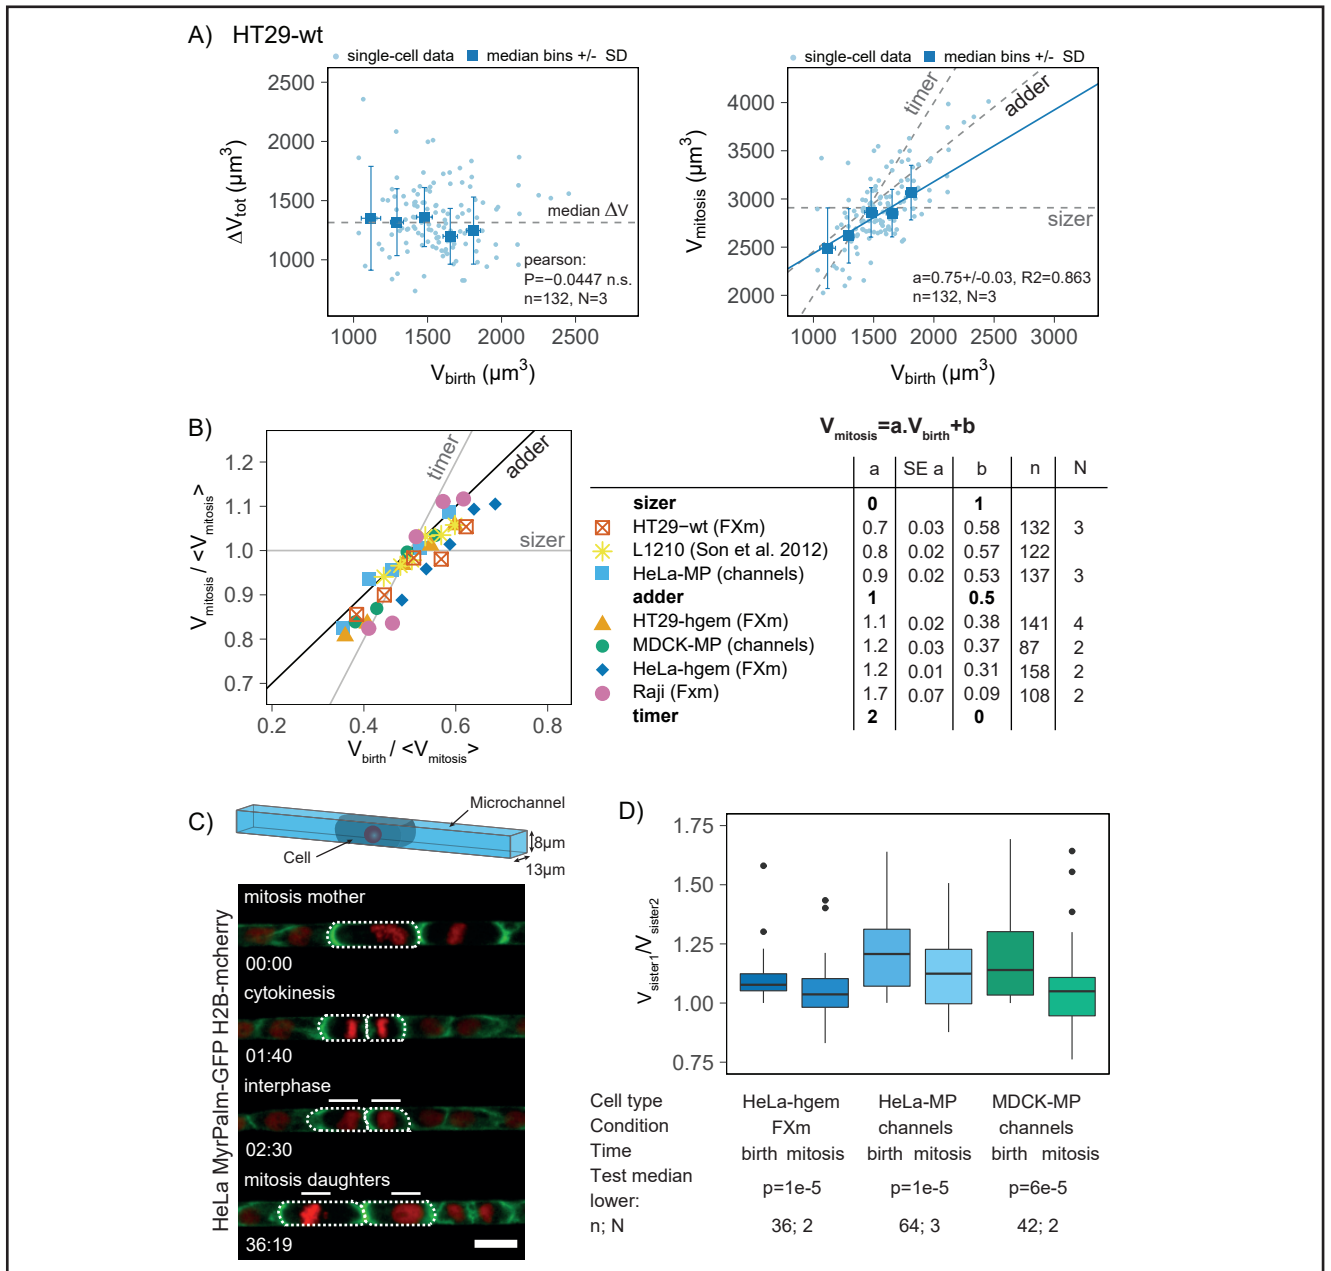 A) HT29-wt
single-cell data median bins +/- SD
2500
2000
1500
1000
ΔVtot (µm³)
median ΔV
pearson:
P=−0.0447 n.s.
n=132, N=3
1000 1500 2000 2500
Vbirth (µm³)
single-cell data median bins +/- SD
4000
3500
3000
2500
2000
Vmitosis (µm³)
timer
adder
sizer
a=0.75+/-0.03, R2=0.863
n=132, N=3
1000 1500 2000 2500 3000
Vbirth (µm³)
B)
1.2
1.1
1.0
0.9
0.8
0.7
Vmitosis / <Vmitosis>
timer
adder
sizer
0.2 0.4 0.6 0.8
Vbirth / <Vmitosis>
Vmitosis=a.Vbirth+b
a SE a b n N
sizer 0 1
HT29−wt (FXm) 0.7 0.03 0.58 132 3
L1210 (Son et al. 2012) 0.8 0.02 0.57 122
HeLa-MP (channels) 0.9 0.02 0.53 137 3
adder 1 0.5
HT29-hgem (FXm) 1.1 0.02 0.38 141 4
MDCK-MP (channels) 1.2 0.03 0.37 87 2
HeLa-hgem (FXm) 1.2 0.01 0.31 158 2
Raji (Fxm) 1.7 0.07 0.09 108 2
timer 2 0
C)
Microchannel
Cell
8µm
13µm
HeLa MyrPalm-GFP H2B-mcherry
mitosis mother
00:00
cytokinesis
01:40
interphase
02:30
mitosis daughters
36:19
D)
1.75
1.50
1.25
1.00
0.75
Vsister1/Vsister2
Cell type HeLa-hgem HeLa-MP MDCK-MP
Condition FXm channels channels
Time birth mitosis birth mitosis birth mitosis
Test median
lower: p=1e-5 p=1e-5 p=6e-5
n; N 36; 2 64; 3 42; 2